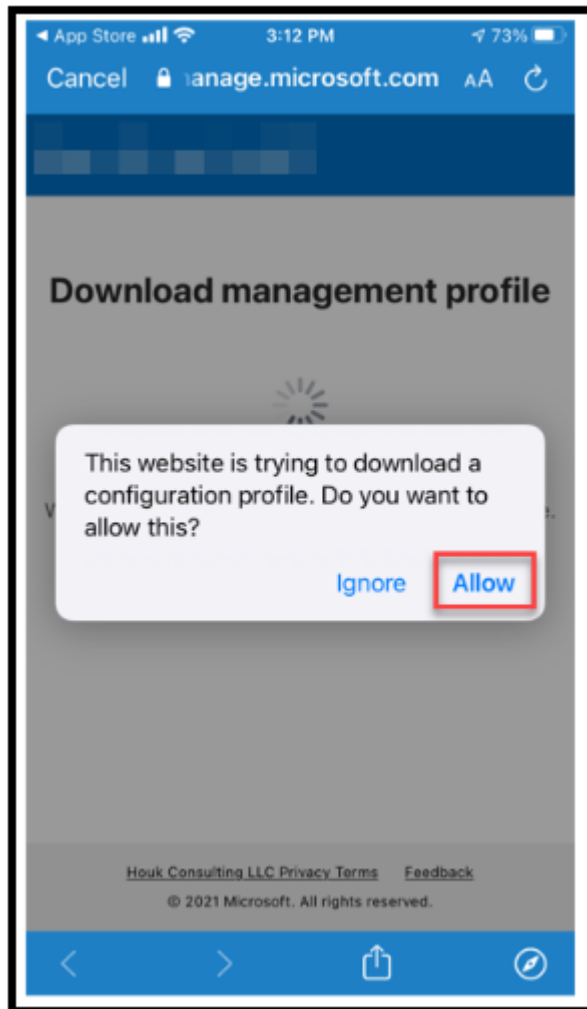 App Store 3:12 PM 73%
Cancel anage.microsoft.com AA
Download management profile
This website is trying to download a
configuration profile. Do you want to
allow this?
Ignore Allow
Houk Consulting LLC Privacy Terms Feedback
© 2021 Microsoft. All rights reserved.